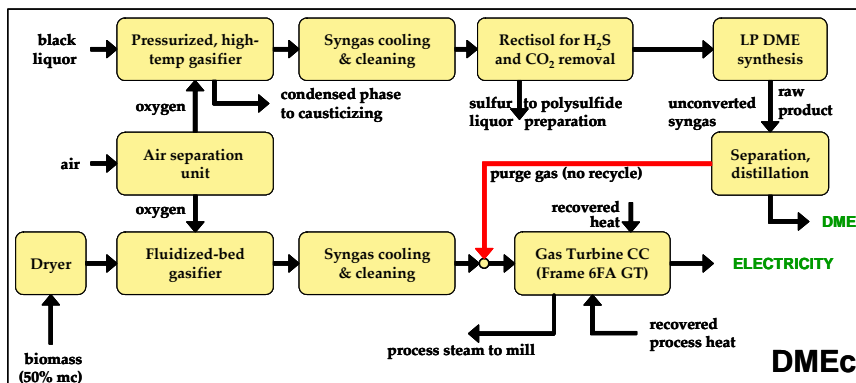 black
liquor
Pressurized, high-
temp gasifier
Syngas cooling
& cleaning
Rectisol for H₂S
and CO₂ removal
LP DME
synthesis
oxygen
condensed phase
to causticizing
sulfur to polysulfide
liquor preparation
unconverted
syngas
raw
product
air
Air separation
unit
purge gas (no recycle)
Separation,
distillation
oxygen
recovered
heat
DME
Dryer
Fluidized-bed
gasifier
Syngas cooling
& cleaning
Gas Turbine CC
(Frame 6FA GT)
ELECTRICITY
biomass
(50% mc)
process steam to mill
recovered
process heat
DMEc